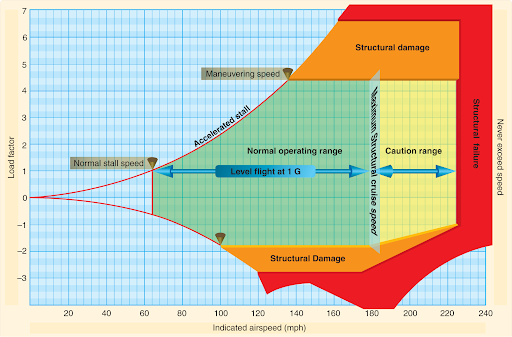 7
6
5
4
3
2
1
0
–1
–2
–3
Load factor
Structural damage
Maneuvering speed
Accelerated stall
Normal stall speed
Normal operating range
Caution range
Level flight at 1 G
Maximum Structural cruise speed
Structural failure
Never exceed speed
Structural Damage
20 40 60 80 100 120 140 160 180 200 220 240
Indicated airspeed (mph)